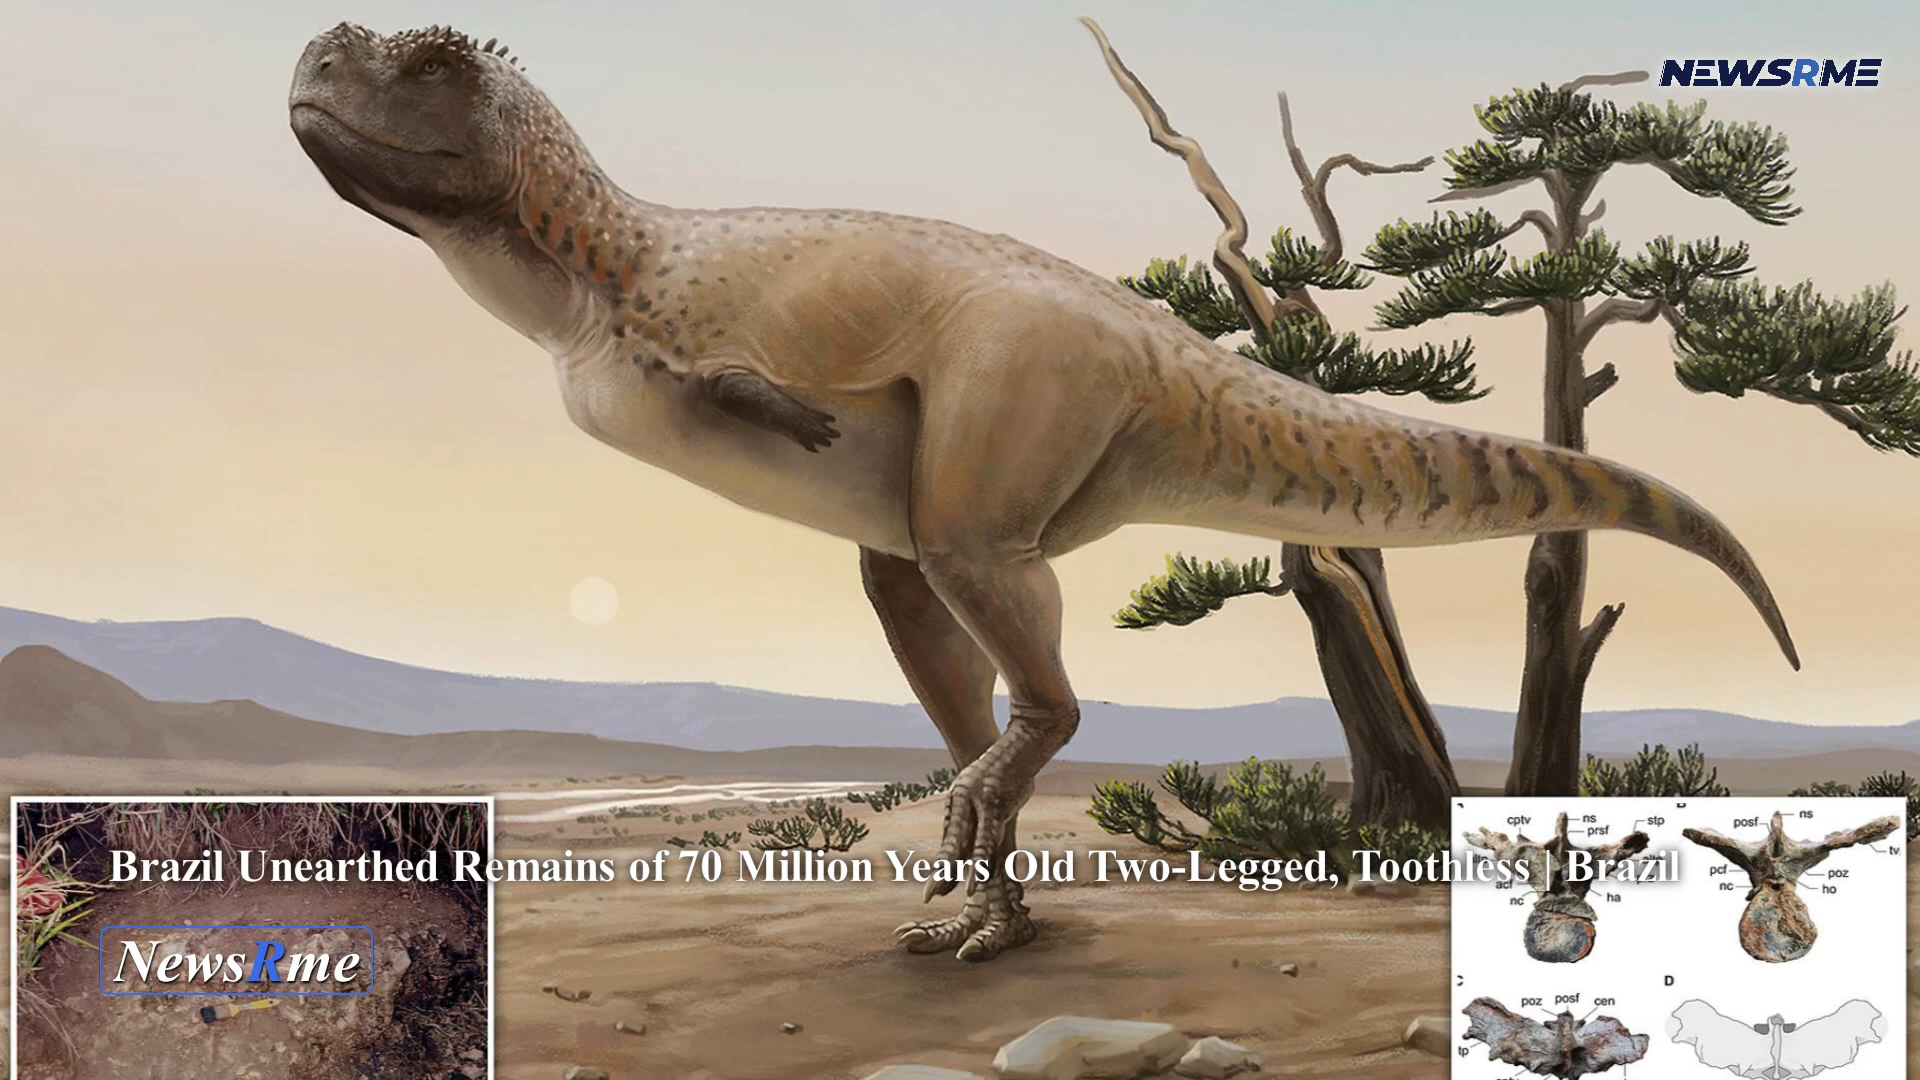 NEWSRME
Brazil Unearthed Remains of 70 Million Years Old Two-Legged, Toothless | Brazil
NewsRme
cptv
ns
prsf
stp
nc
ha
B
posf
ns
tv
pcf
nc
poz
ho
C
poz
posf
cen
tp
D